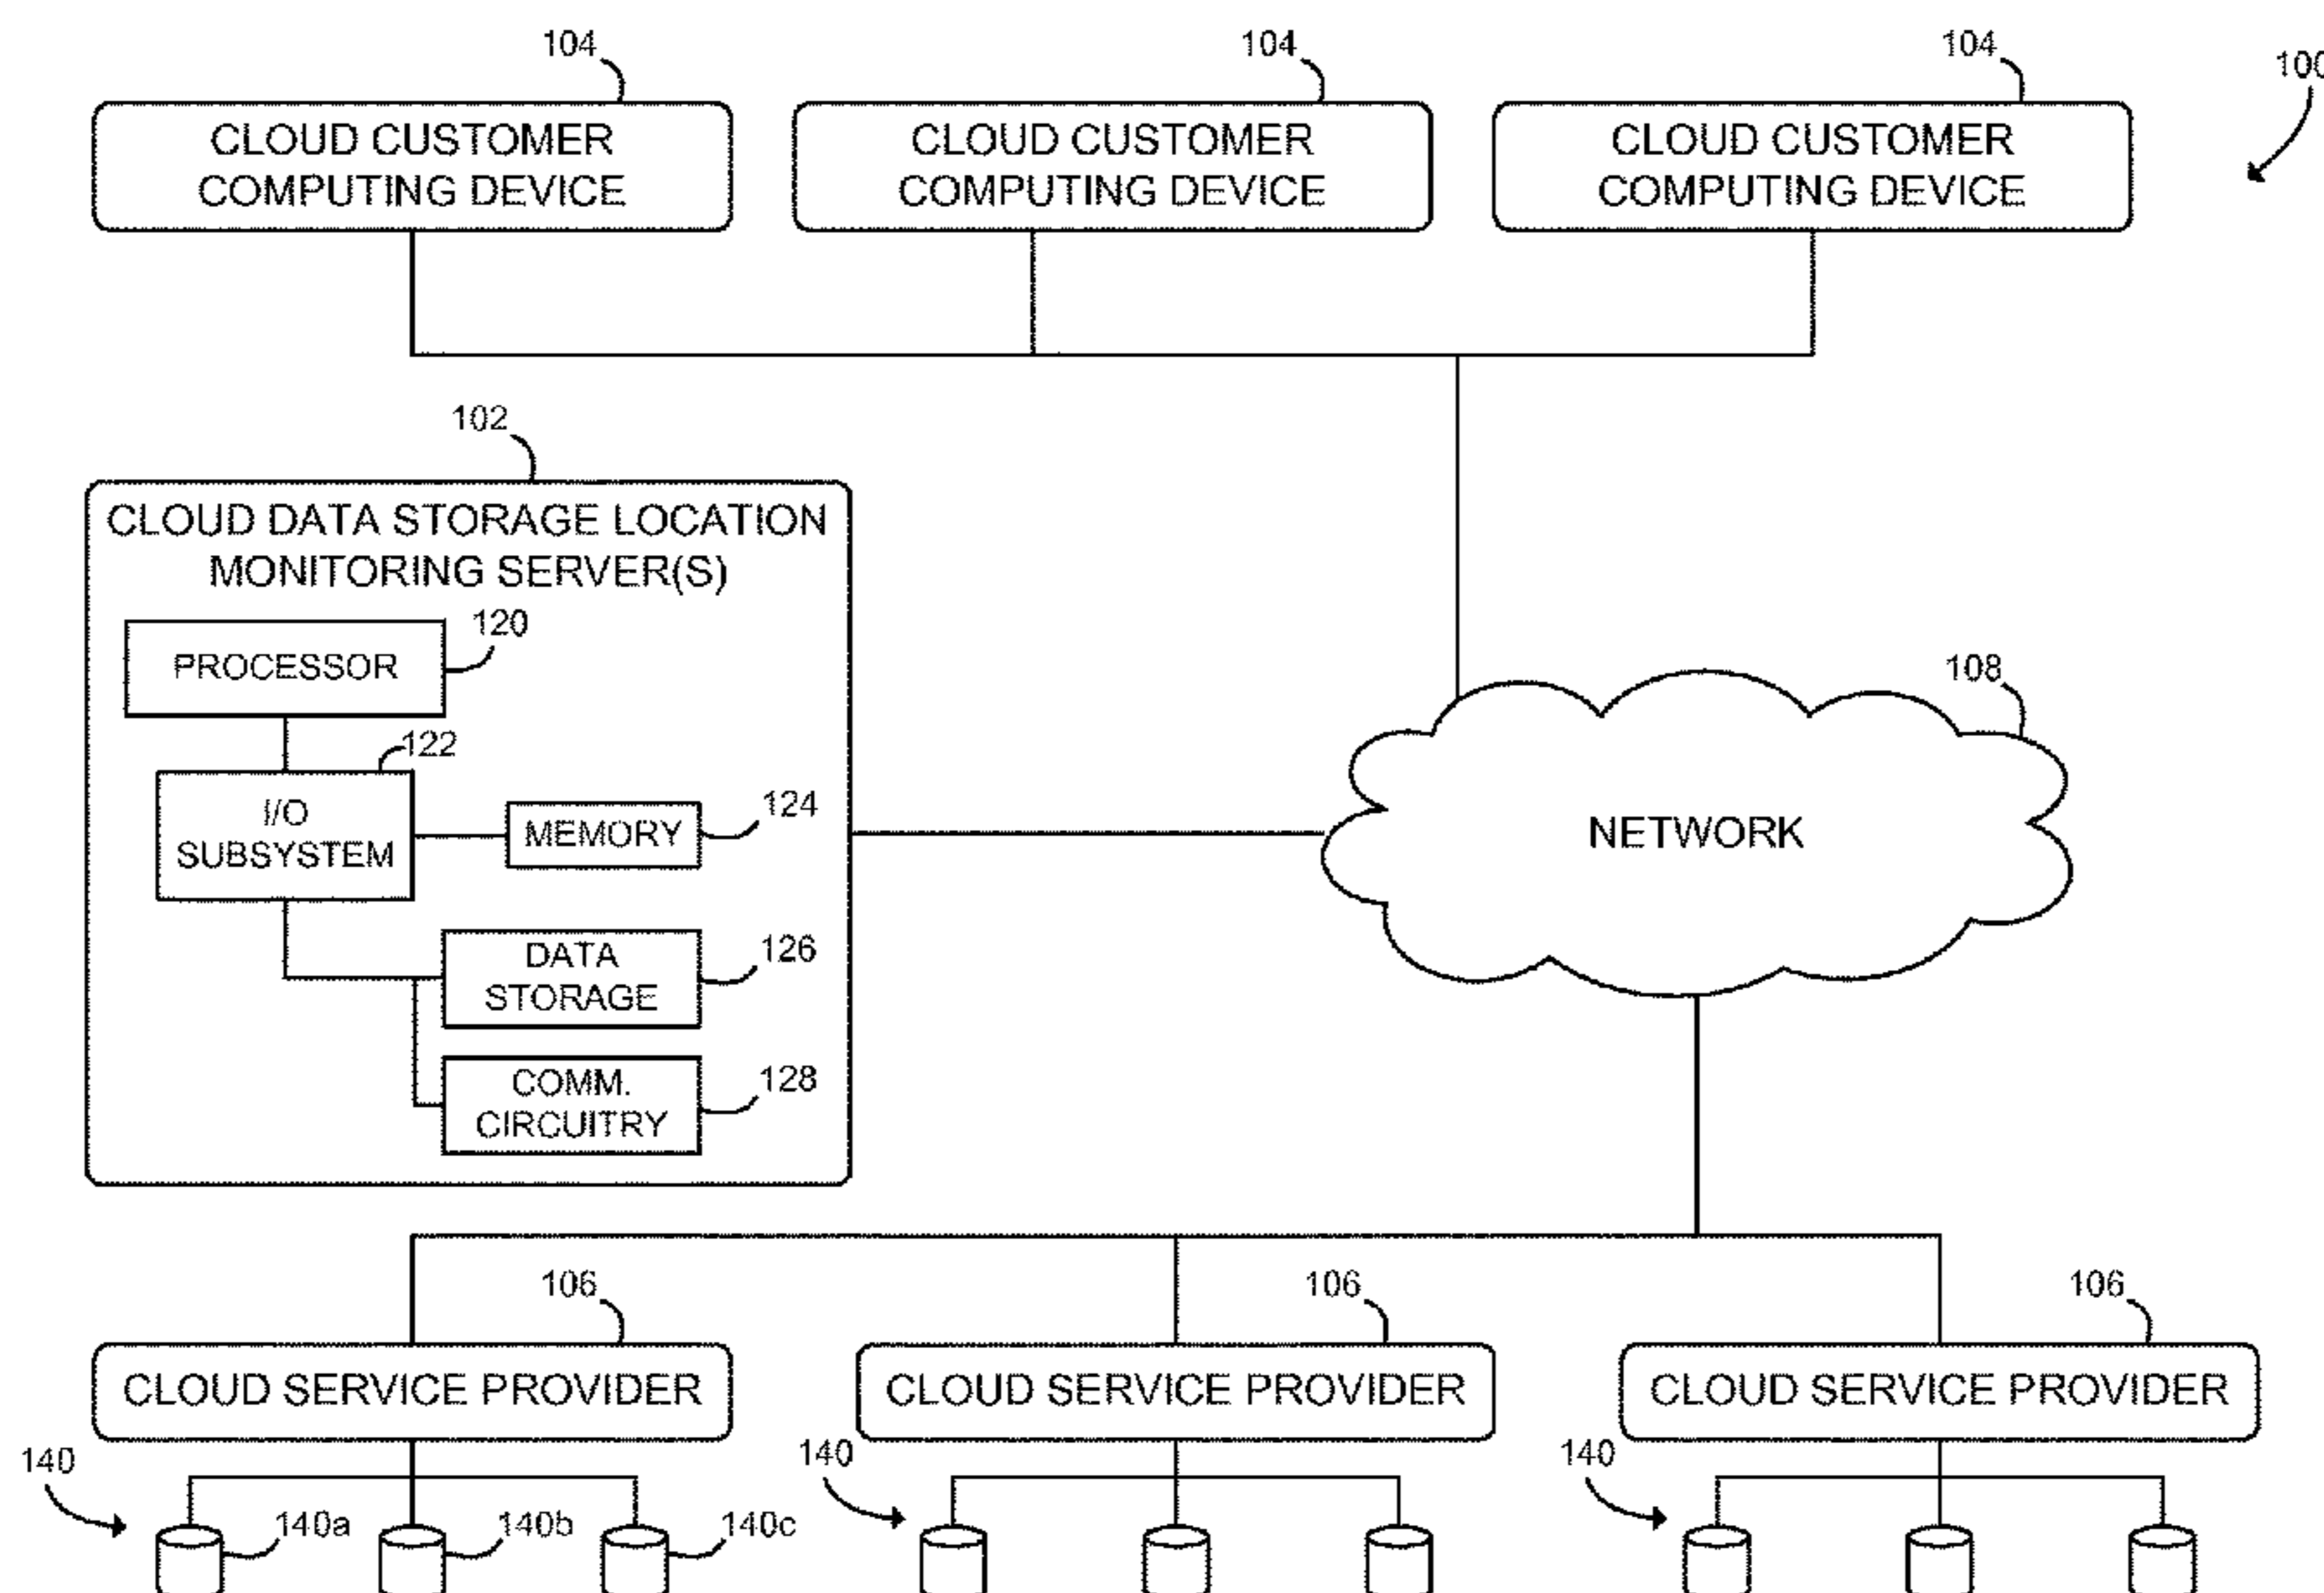 104
104
104
100
CLOUD CUSTOMER
COMPUTING DEVICE
CLOUD CUSTOMER
COMPUTING DEVICE
CLOUD CUSTOMER
COMPUTING DEVICE
102
CLOUD DATA STORAGE LOCATION
MONITORING SERVER(S)
120
PROCESSOR
122
I/O
SUBSYSTEM
124
MEMORY
126
DATA
STORAGE
128
COMM.
CIRCUITRY
108
NETWORK
106
106
106
CLOUD SERVICE PROVIDER
CLOUD SERVICE PROVIDER
CLOUD SERVICE PROVIDER
140
140a
140b
140c
140
140